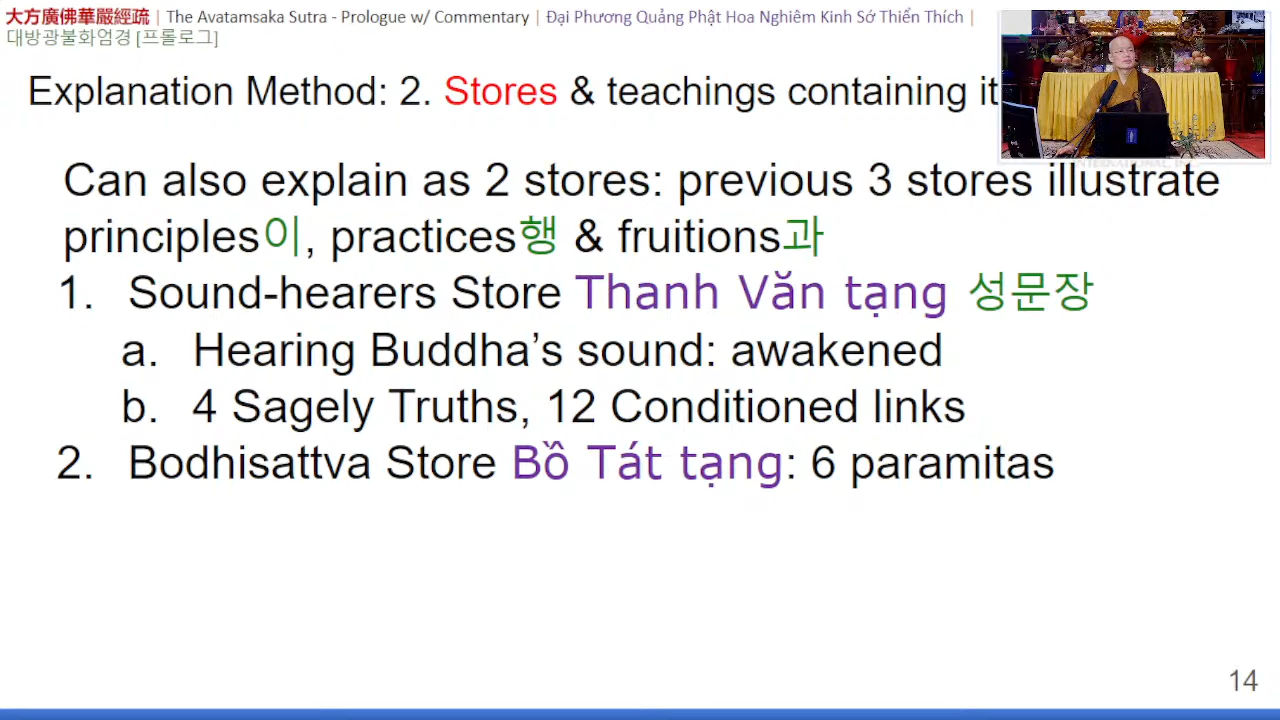 大方廣佛華嚴經疏 | The Avatamsaka Sutra - Prologue w/ Commentary | Đại Phương Quảng Phật Hoa Nghiêm Kinh Sớ Thiển Thích |
대방광불화엄경 [프롤로그]
Explanation Method: 2. Stores & teachings containing it
Can also explain as 2 stores: previous 3 stores illustrate
principles이, practices행 & fruitions과
1. Sound-hearers Store Thanh Văn tạng 성문장
a. Hearing Buddha’s sound: awakened
b. 4 Sagely Truths, 12 Conditioned links
2. Bodhisattva Store Bồ Tát tạng: 6 paramitas
14